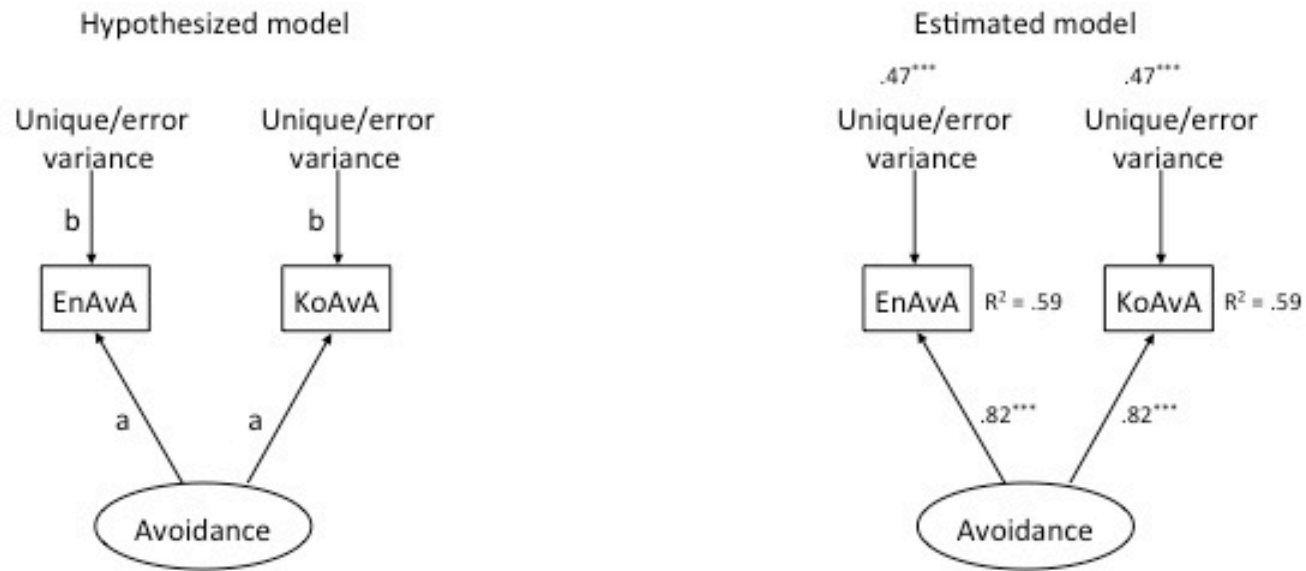 Hypothesized model
Unique/error
variance
Unique/error
variance
b
b
EnAvA
KoAvA
a
a
Avoidance
Estimated model
.47***
.47***
Unique/error
variance
Unique/error
variance
EnAvA
R² = .59
KoAvA
R² = .59
.82***
.82***
Avoidance